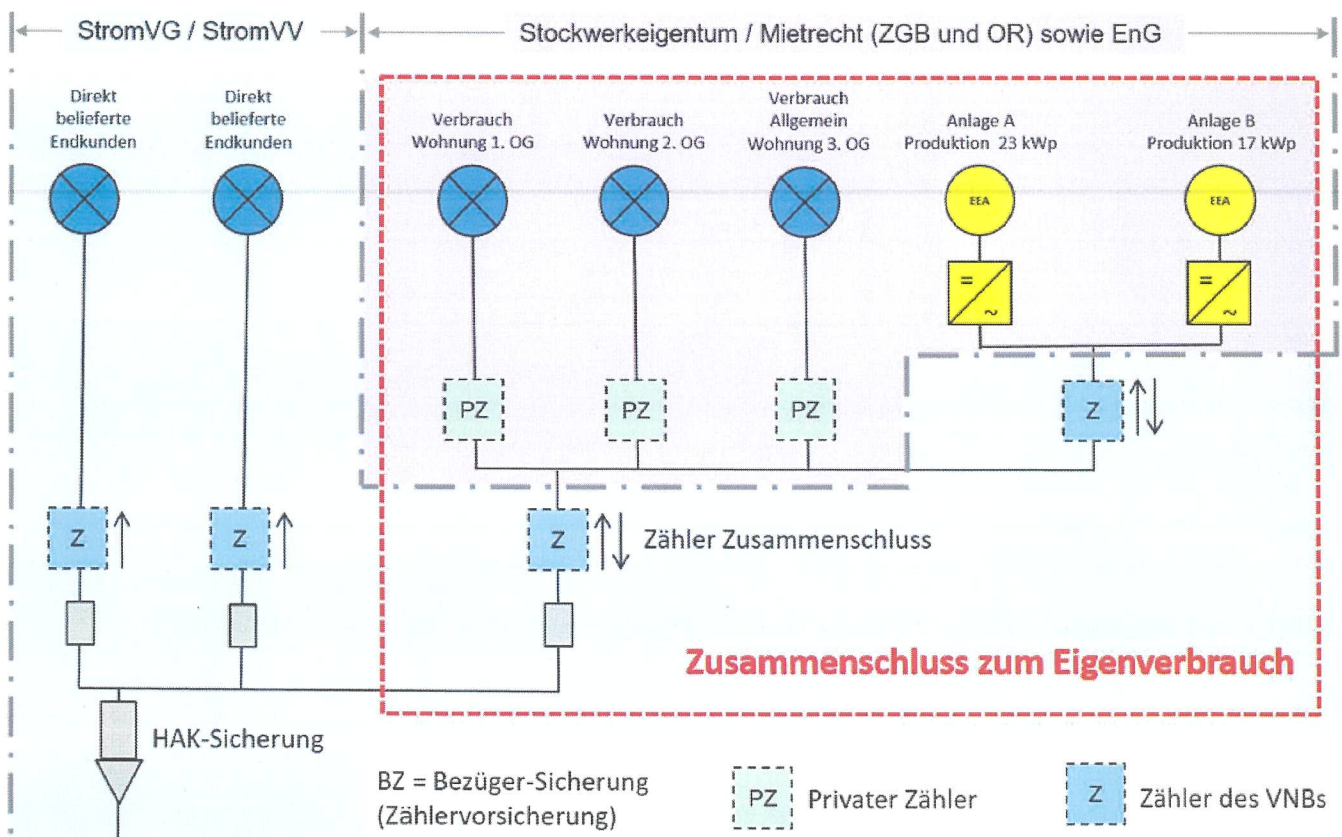 StromVG / StromVV
Stockwerkeigentum / Mietrecht (ZGB und OR) sowie EnG
Direkt
belieferte
Endkunden
Direkt
belieferte
Endkunden
Verbrauch
Wohnung 1. OG
Verbrauch
Wohnung 2. OG
Verbrauch
Allgemein
Wohnung 3. OG
Anlage A
Produktion 23 kWp
Anlage B
Produktion 17 kWp
EEA
EEA
=
~
=
~
PZ
PZ
PZ
Z
Z
Z
Z
Zähler Zusammenschluss
Zusammenschluss zum Eigenverbrauch
HAK-Sicherung
BZ = Bezüger-Sicherung
(Zählervorsicherung)
PZ
Privater Zähler
Z
Zähler des VNBs